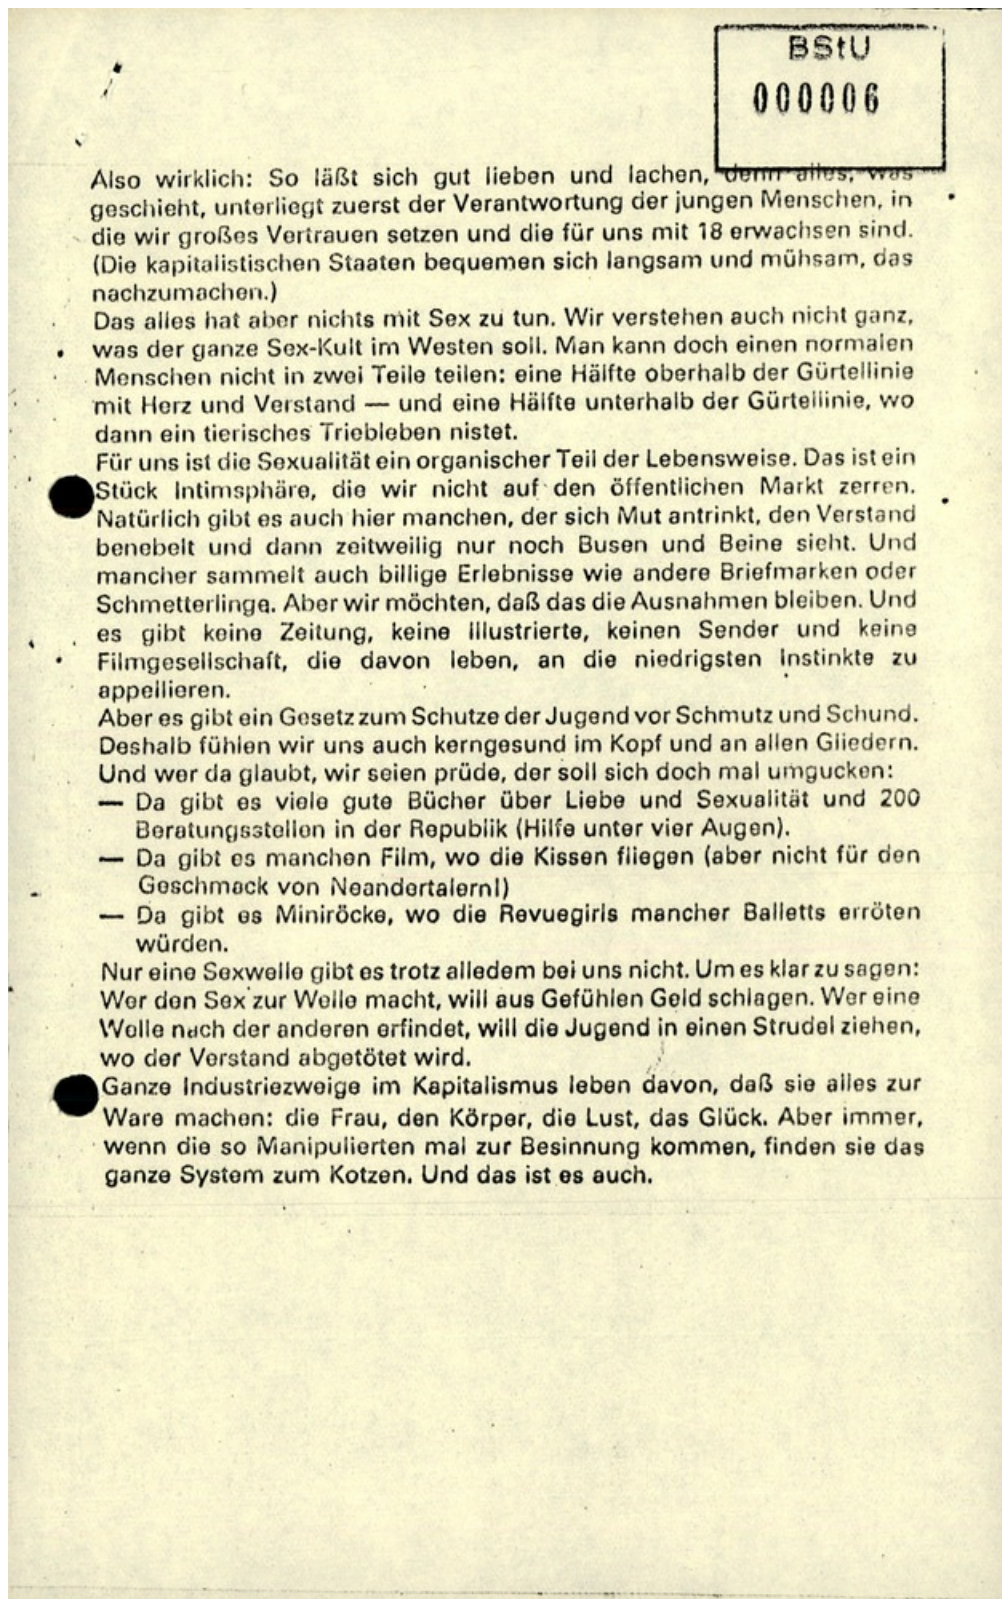 BStU
000006
Also wirklich: So läßt sich gut lieben und lachen, denn alles, was
geschieht, unterliegt zuerst der Verantwortung der jungen Menschen, in
die wir großes Vertrauen setzen und die für uns mit 18 erwachsen sind.
(Die kapitalistischen Staaten bequemen sich langsam und mühsam, das
nachzumachen.)
Das alles hat aber nichts mit Sex zu tun. Wir verstehen auch nicht ganz,
was der ganze Sex-Kult im Westen soll. Man kann doch einen normalen
Menschen nicht in zwei Teile teilen: eine Hälfte oberhalb der Gürtellinie
mit Herz und Verstand — und eine Hälfte unterhalb der Gürtellinie, wo
dann ein tierisches Triebleben nistet.
Für uns ist die Sexualität ein organischer Teil der Lebensweise. Das ist ein
Stück Intimsphäre, die wir nicht auf den öffentlichen Markt zerren.
Natürlich gibt es auch hier manchen, der sich Mut antrinkt, den Verstand
benebelt und dann zeitweilig nur noch Busen und Beine sieht. Und
mancher sammelt auch billige Erlebnisse wie andere Briefmarken oder
Schmetterlinge. Aber wir möchten, daß das die Ausnahmen bleiben. Und
es gibt keine Zeitung, keine Illustrierte, keinen Sender und keine
Filmgesellschaft, die davon leben, an die niedrigsten Instinkte zu
appellieren.
Aber es gibt ein Gesetz zum Schutze der Jugend vor Schmutz und Schund.
Deshalb fühlen wir uns auch kerngesund im Kopf und an allen Gliedern.
Und wer da glaubt, wir seien prüde, der soll sich doch mal umgucken:
— Da gibt es viele gute Bücher über Liebe und Sexualität und 200
Beratungsstellen in der Republik (Hilfe unter vier Augen).
— Da gibt es manchen Film, wo die Kissen fliegen (aber nicht für den
Geschmack von Neandertalern!)
— Da gibt es Miniröcke, wo die Revuegirls mancher Balletts erröten
würden.
Nur eine Sexwelle gibt es trotz alledem bei uns nicht. Um es klar zu sagen:
Wer den Sex zur Welle macht, will aus Gefühlen Geld schlagen. Wer eine
Welle nach der anderen erfindet, will die Jugend in einen Strudel ziehen,
wo der Verstand abgetötet wird.
Ganze Industriezweige im Kapitalismus leben davon, daß sie alles zur
Ware machen: die Frau, den Körper, die Lust, das Glück. Aber immer,
wenn die so Manipulierten mal zur Besinnung kommen, finden sie das
ganze System zum Kotzen. Und das ist es auch.